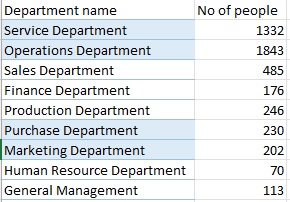 Department name No of people
Service Department 1332
Operations Department 1843
Sales Department 485
Finance Department 176
Production Department 246
Purchase Department 230
Marketing Department 202
Human Resource Department 70
General Management 113